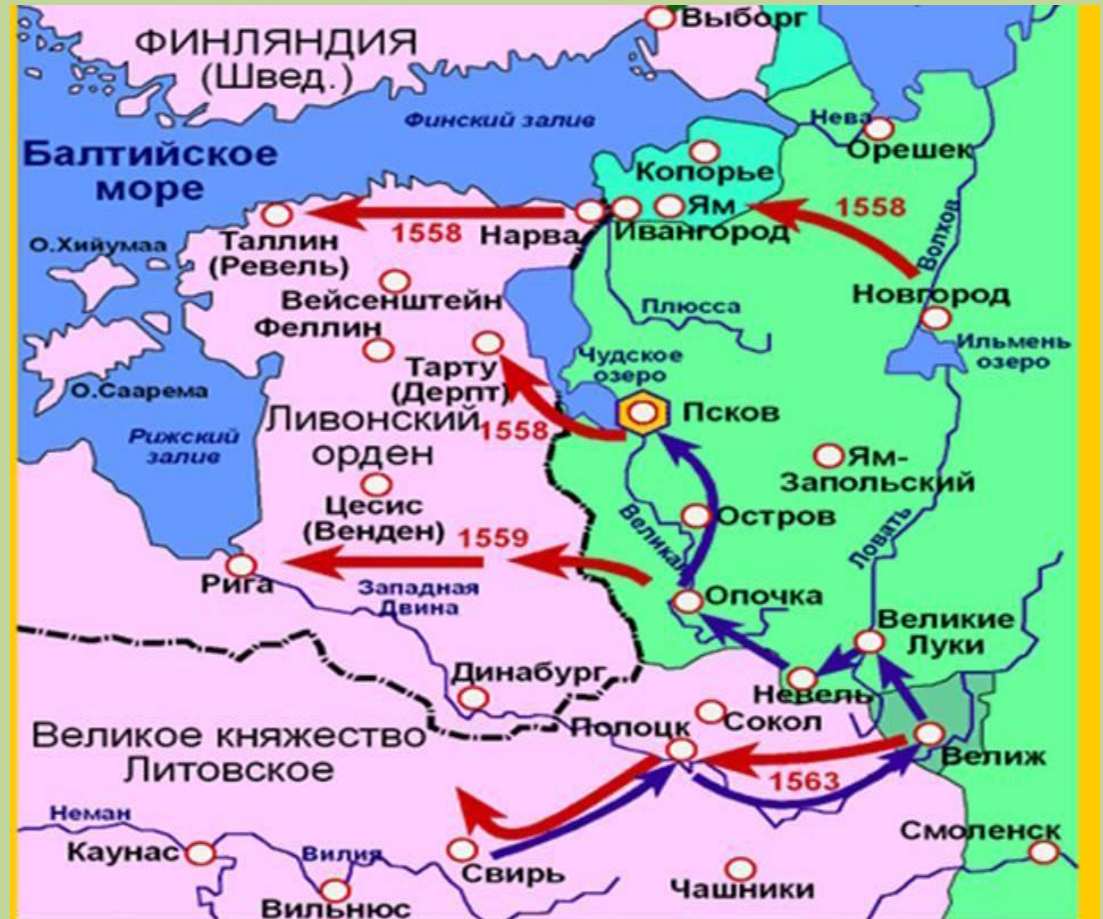 Выборг
ФИНЛЯНДИЯ
(Швед.)
Финский залив
Нева
Орешек
Балтийское
море
Копорье
Ям
1558
1558
Волхов
Таллин
(Ревель)
Нарва
Ивангород
О.Хийумаа
Вейсенштейн
Новгород
Плюсса
Феллин
Ильмень
озеро
Чудское
озеро
Тарту
(Дерпт)
О.Саарема
Псков
Ливонский
орден
1558
Рижский
залив
Ям-
Запольский
Цесис
(Венден)
Остров
Великая
1559
Ловать
Рига
Западная
Двина
Опочка
Великие
Луки
Динабург
Невель
Сокол
Полоцк
Великое княжество
Литовское
Велиж
1563
Неман
Смоленск
Каунас
Вилия
Свирь
Чашники
Вильнюс